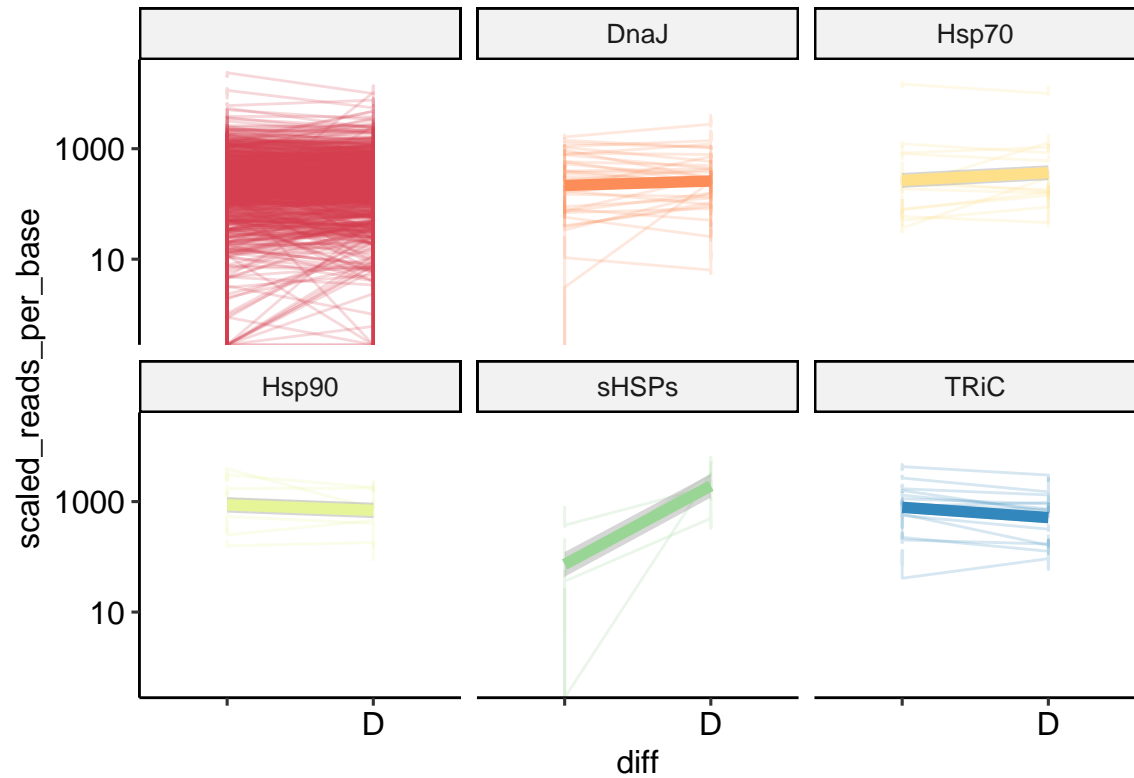 DnaJ
Hsp70
1000
10
Hsp90
sHSPs
TRiC
1000
10
D
D
diff
scaled_reads_per_base